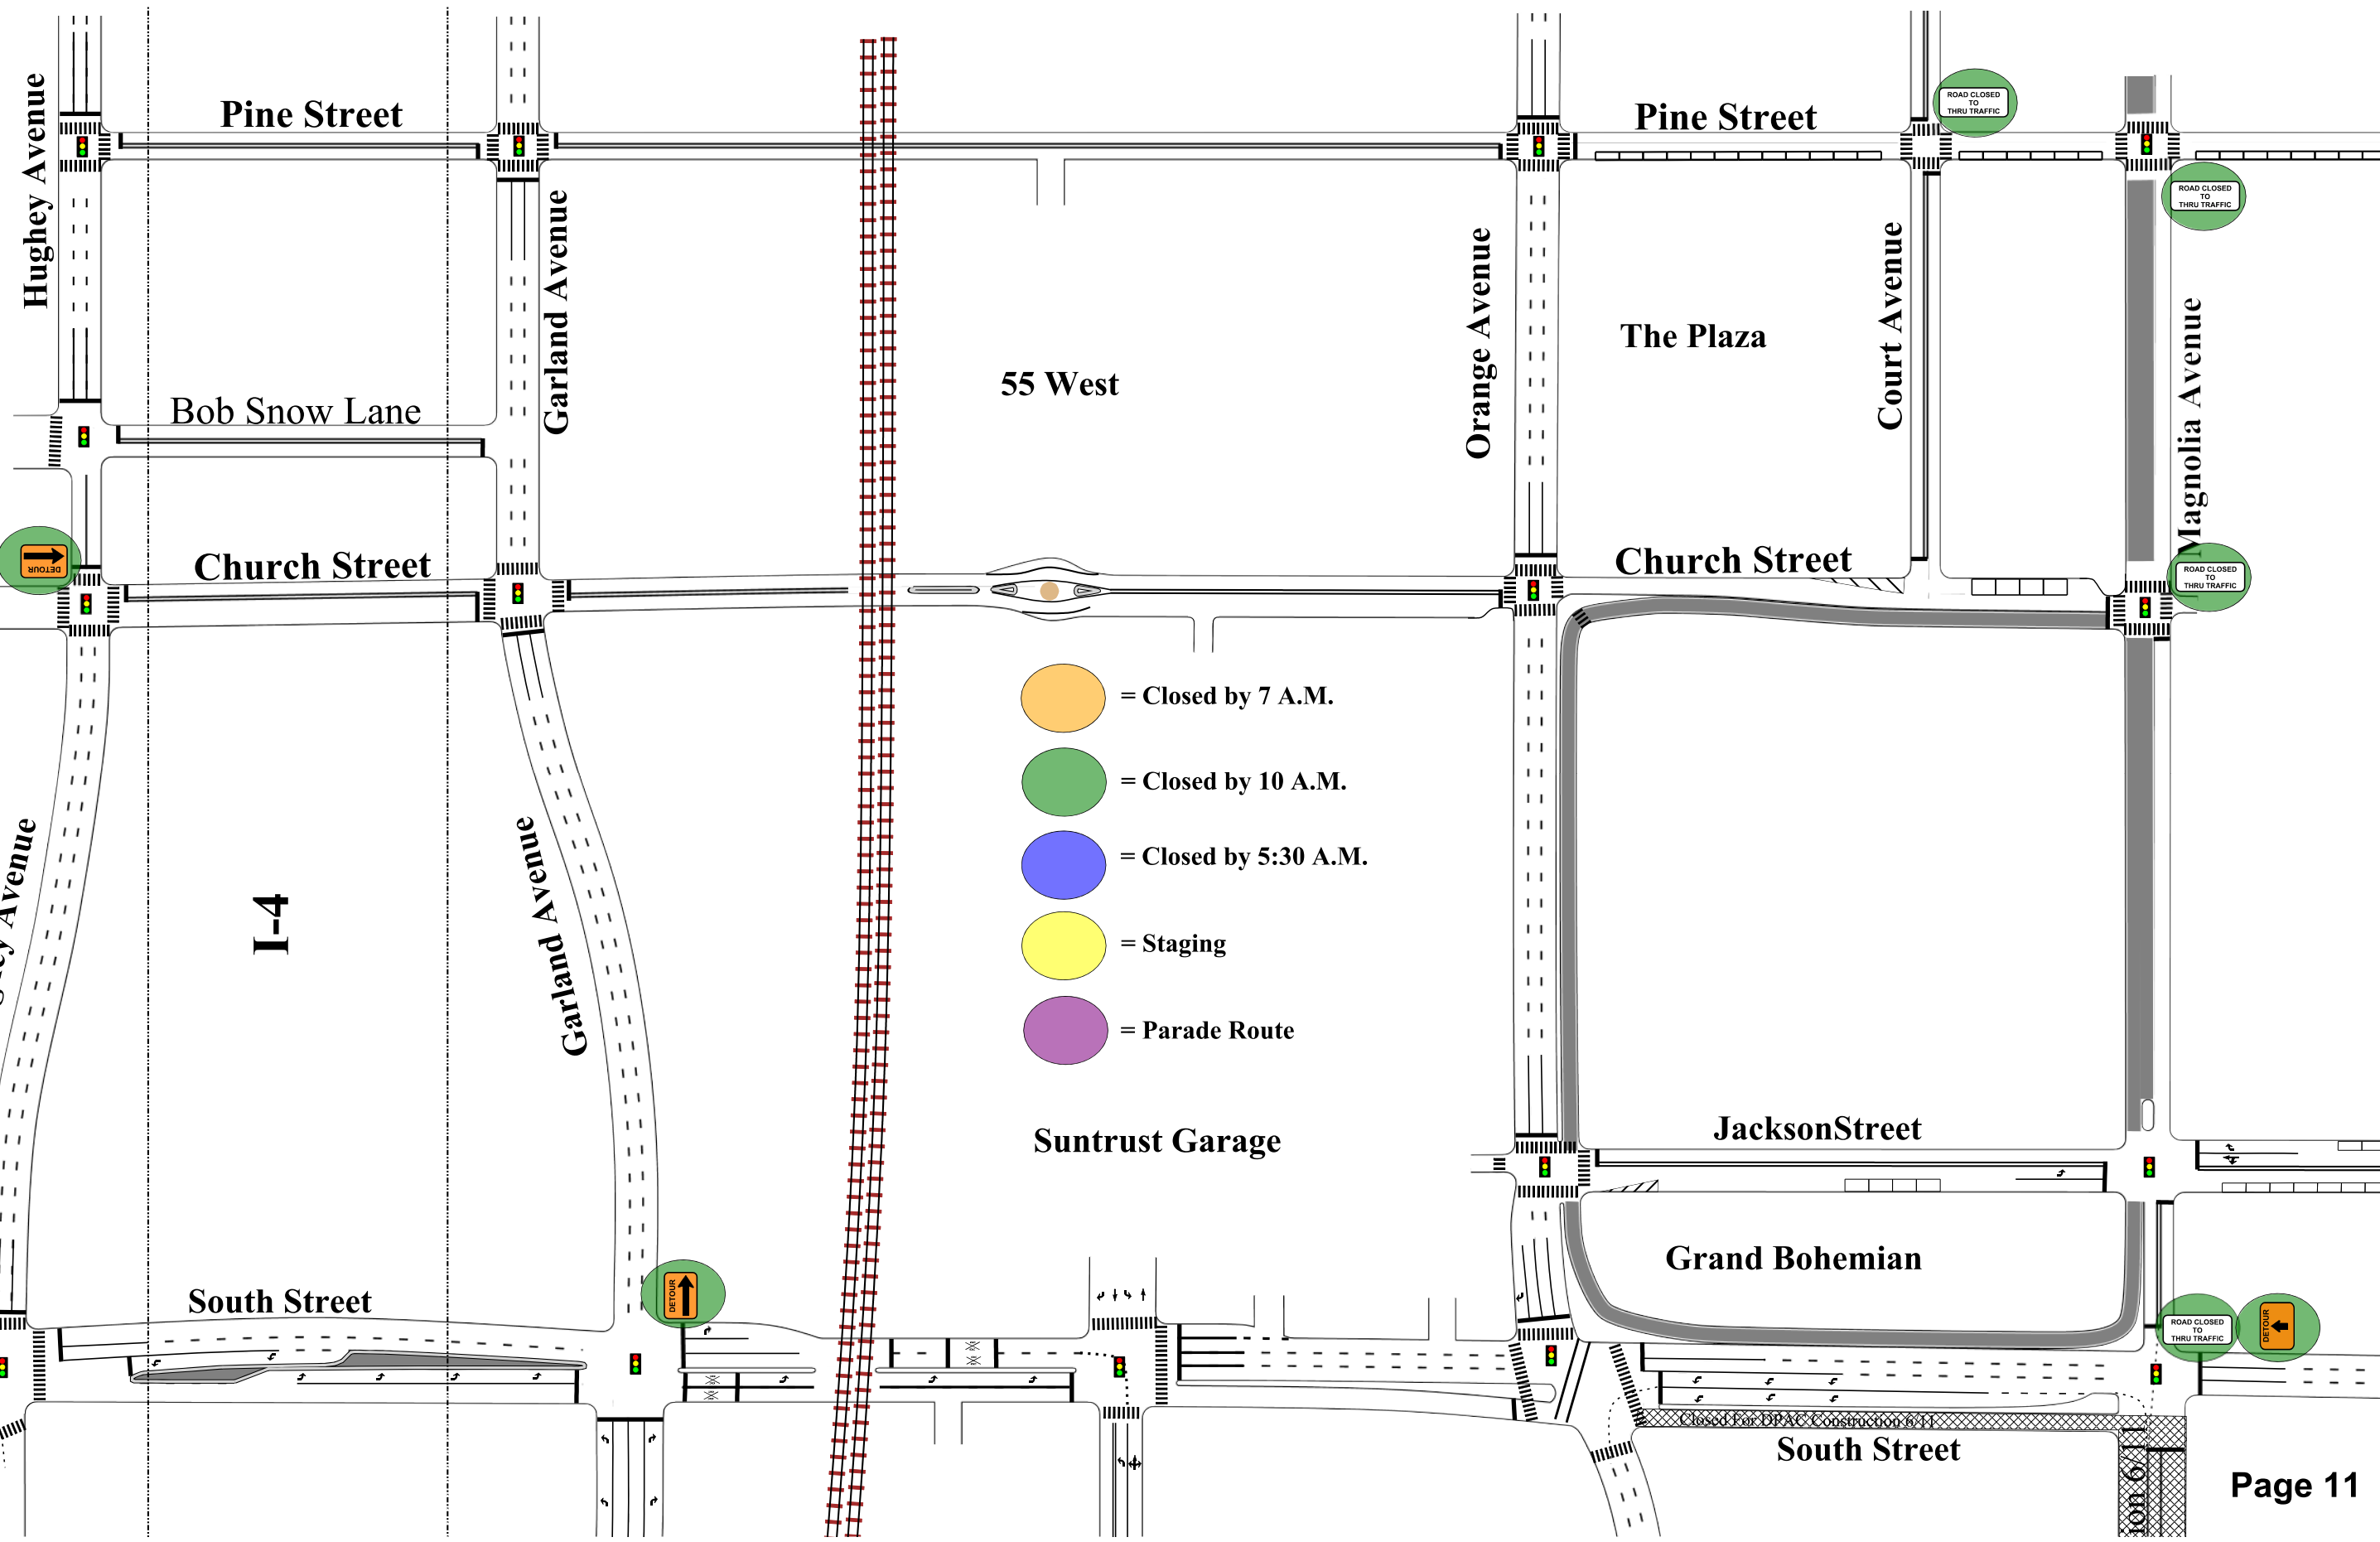 Hughey Avenue
Pine Street
Pine Street
ROAD CLOSED
TO
THRU TRAFFIC
ROAD CLOSED
TO
THRU TRAFFIC
Garland Avenue
Orange Avenue
Court Avenue
Magnolia Avenue
The Plaza
55 West
Bob Snow Lane
DETOUR
Church Street
Church Street
ROAD CLOSED
TO
THRU TRAFFIC
= Closed by 7 A.M.
= Closed by 10 A.M.
= Closed by 5:30 A.M.
= Staging
= Parade Route
Avenue
Garland Avenue
I-4
Suntrust Garage
JacksonStreet
Grand Bohemian
South Street
DETOUR
ROAD CLOSED
TO
THRU TRAFFIC
DETOUR
Closed For DPAC Construction 6/11
South Street
ion 6/11
Page 11